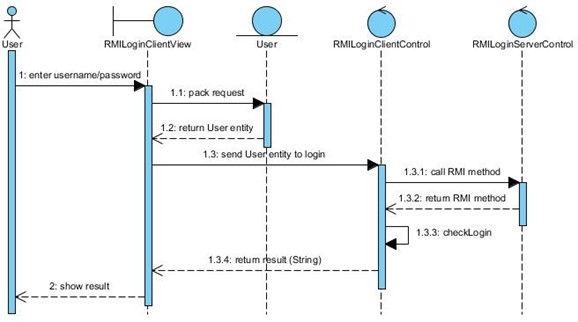 User
RMILoginClientView
User
RMILoginClientControl
RMILoginServerControl
1: enter username/password
1.1: pack request
1.2: return User entity
1.3: send User entity to login
1.3.1: call RMI method
1.3.2: return RMI method
1.3.3: checkLogin
1.3.4: return result (String)
2: show result